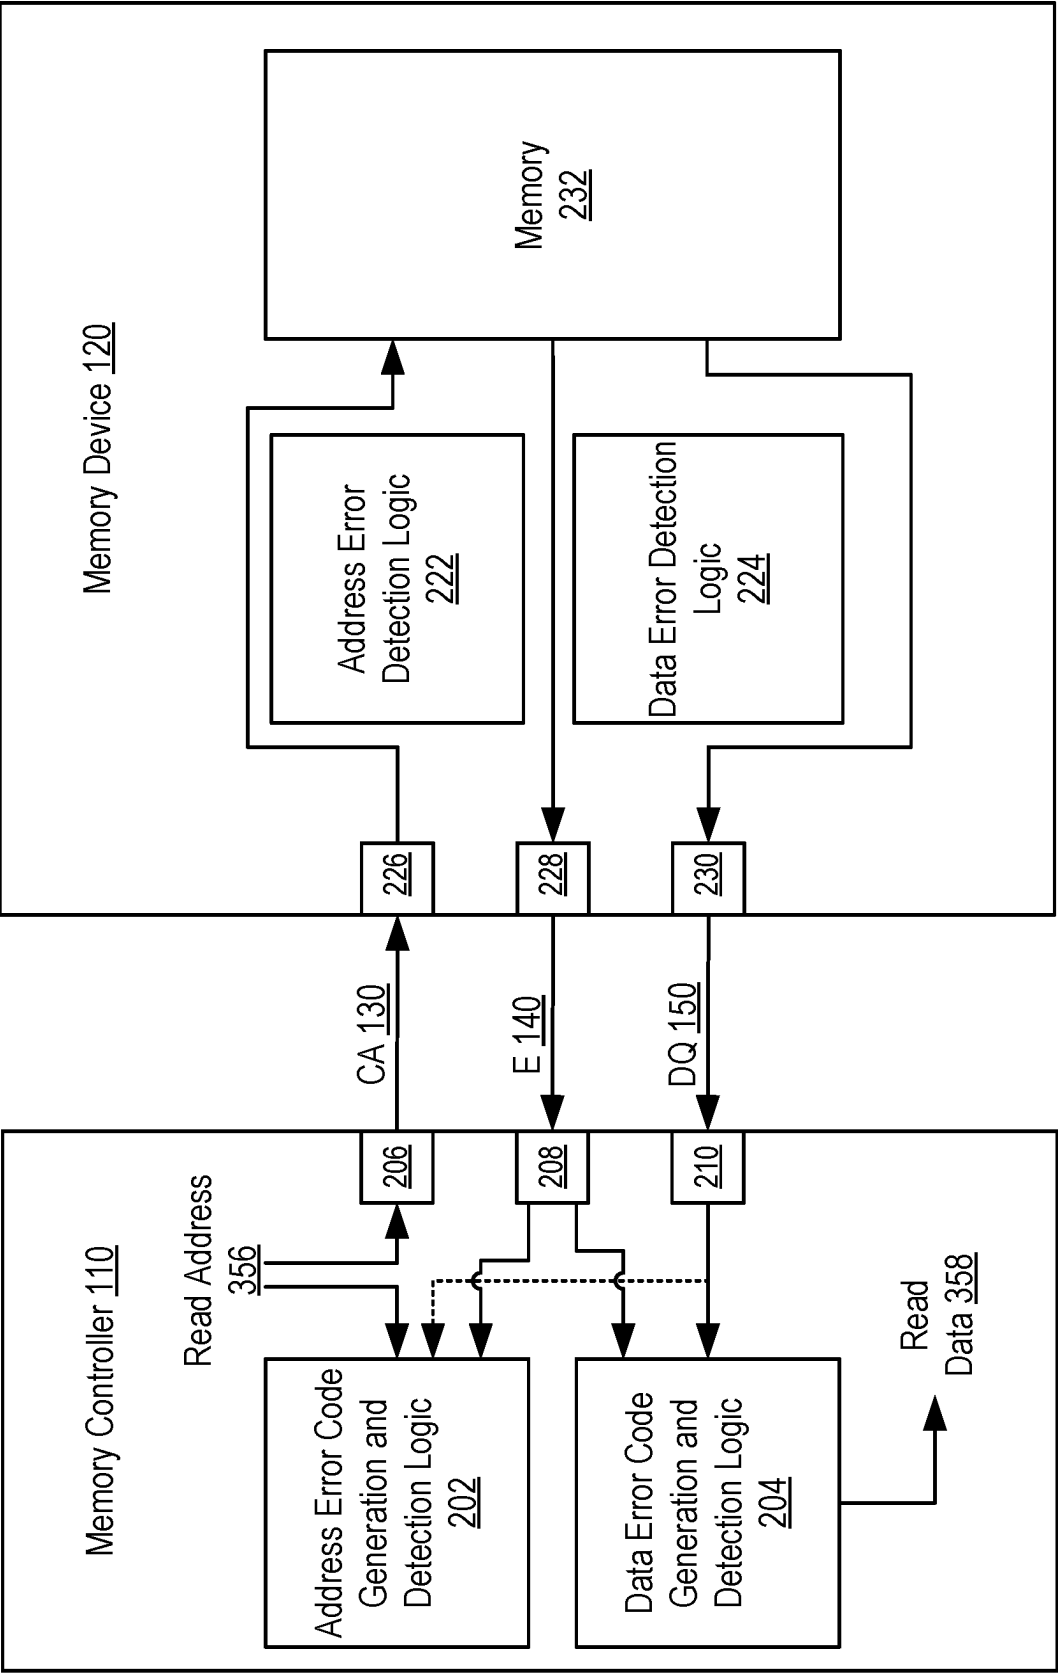 Memory Controller 110
Read Address
356
Address Error Code
Generation and
Detection Logic
202
Data Error Code
Generation and
Detection Logic
204
Read
Data 358
206
208
210
CA 130
E 140
DQ 150
Memory Device 120
226
228
230
Address Error
Detection Logic
222
Data Error Detection
Logic
224
Memory
232